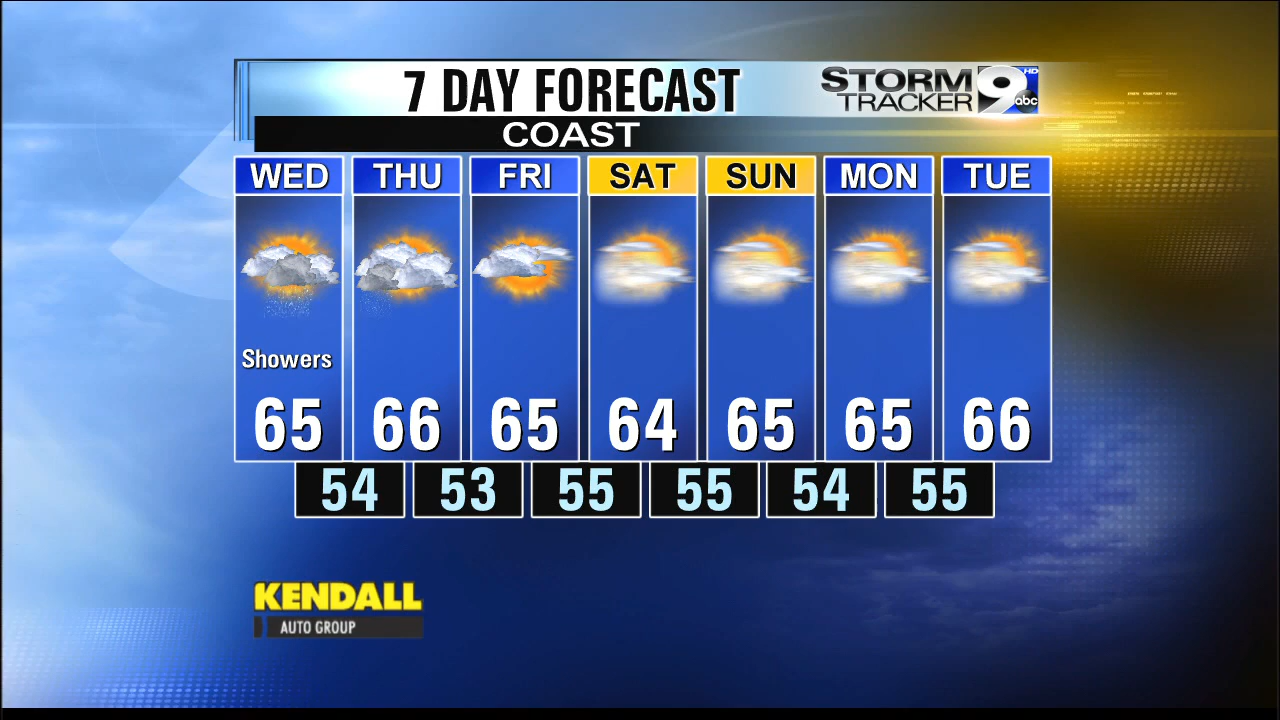 7 DAY FORECAST
STORM TRACKER 9 HD abc
COAST
WED THU FRI SAT SUN MON TUE
Showers
65 66 65 64 65 65 66
54 53 55 55 54 55
KENDALL
AUTO GROUP